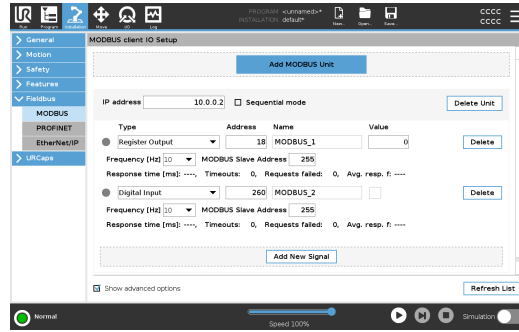 PROGRAM <unnamed>*
INSTALLATION default*
CCCC
CCCC
Run Program Installation Move I/O Log New... Open... Save...
General
Motion
Safety
Features
Fieldbus
MODBUS
PROFINET
EtherNet/IP
URCaps
MODBUS client IO Setup
Add MODBUS Unit
IP address 10.0.0.2 Sequential mode Delete Unit
Type Address Name Value
Register Output 18 MODBUS_1 0 Delete
Frequency [Hz] 10 MODBUS Slave Address 255
Response time [ms]: ----, Timeouts: 0, Requests failed: 0, Avg. resp. f: ----
Digital Input 260 MODBUS_2 Delete
Frequency [Hz] 10 MODBUS Slave Address 255
Response time [ms]: ----, Timeouts: 0, Requests failed: 0, Avg. resp. f: ----
Add New Signal
Show advanced options Refresh List
Normal Speed 100% Simulation